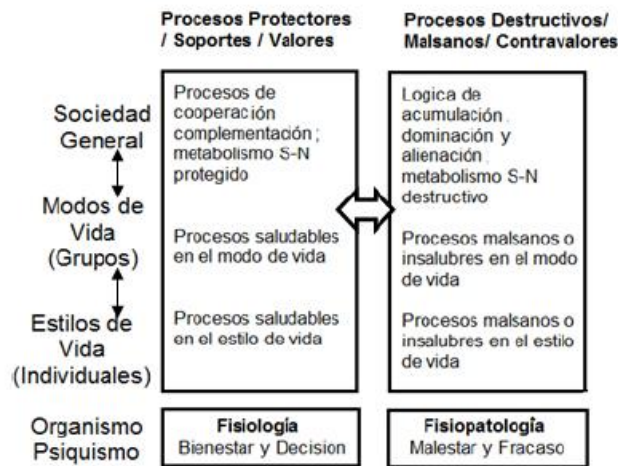 Procesos Protectores
/ Soportes / Valores
Procesos Destructivos/
Malsanos/ Contravalores
Sociedad
General
Modos de
Vida
(Grupos)
Estilos de
Vida
(Individuales)
Procesos de
cooperación
complementación ;
metabolismo S-N
protegido
Procesos saludables
en el modo de vida
Procesos saludables
en el estilo de vida
Logica de
acumulación
dominación y
alienación
metabolismo S-N
destructivo
Procesos malsanos o
insalubres en el modo
de vida
Procesos malsanos o
insalubres en el estilo
de vida
Organismo
Psiquismo
Fisiología
Bienestar y Decision
Fisiopatología
Malestar y Fracaso